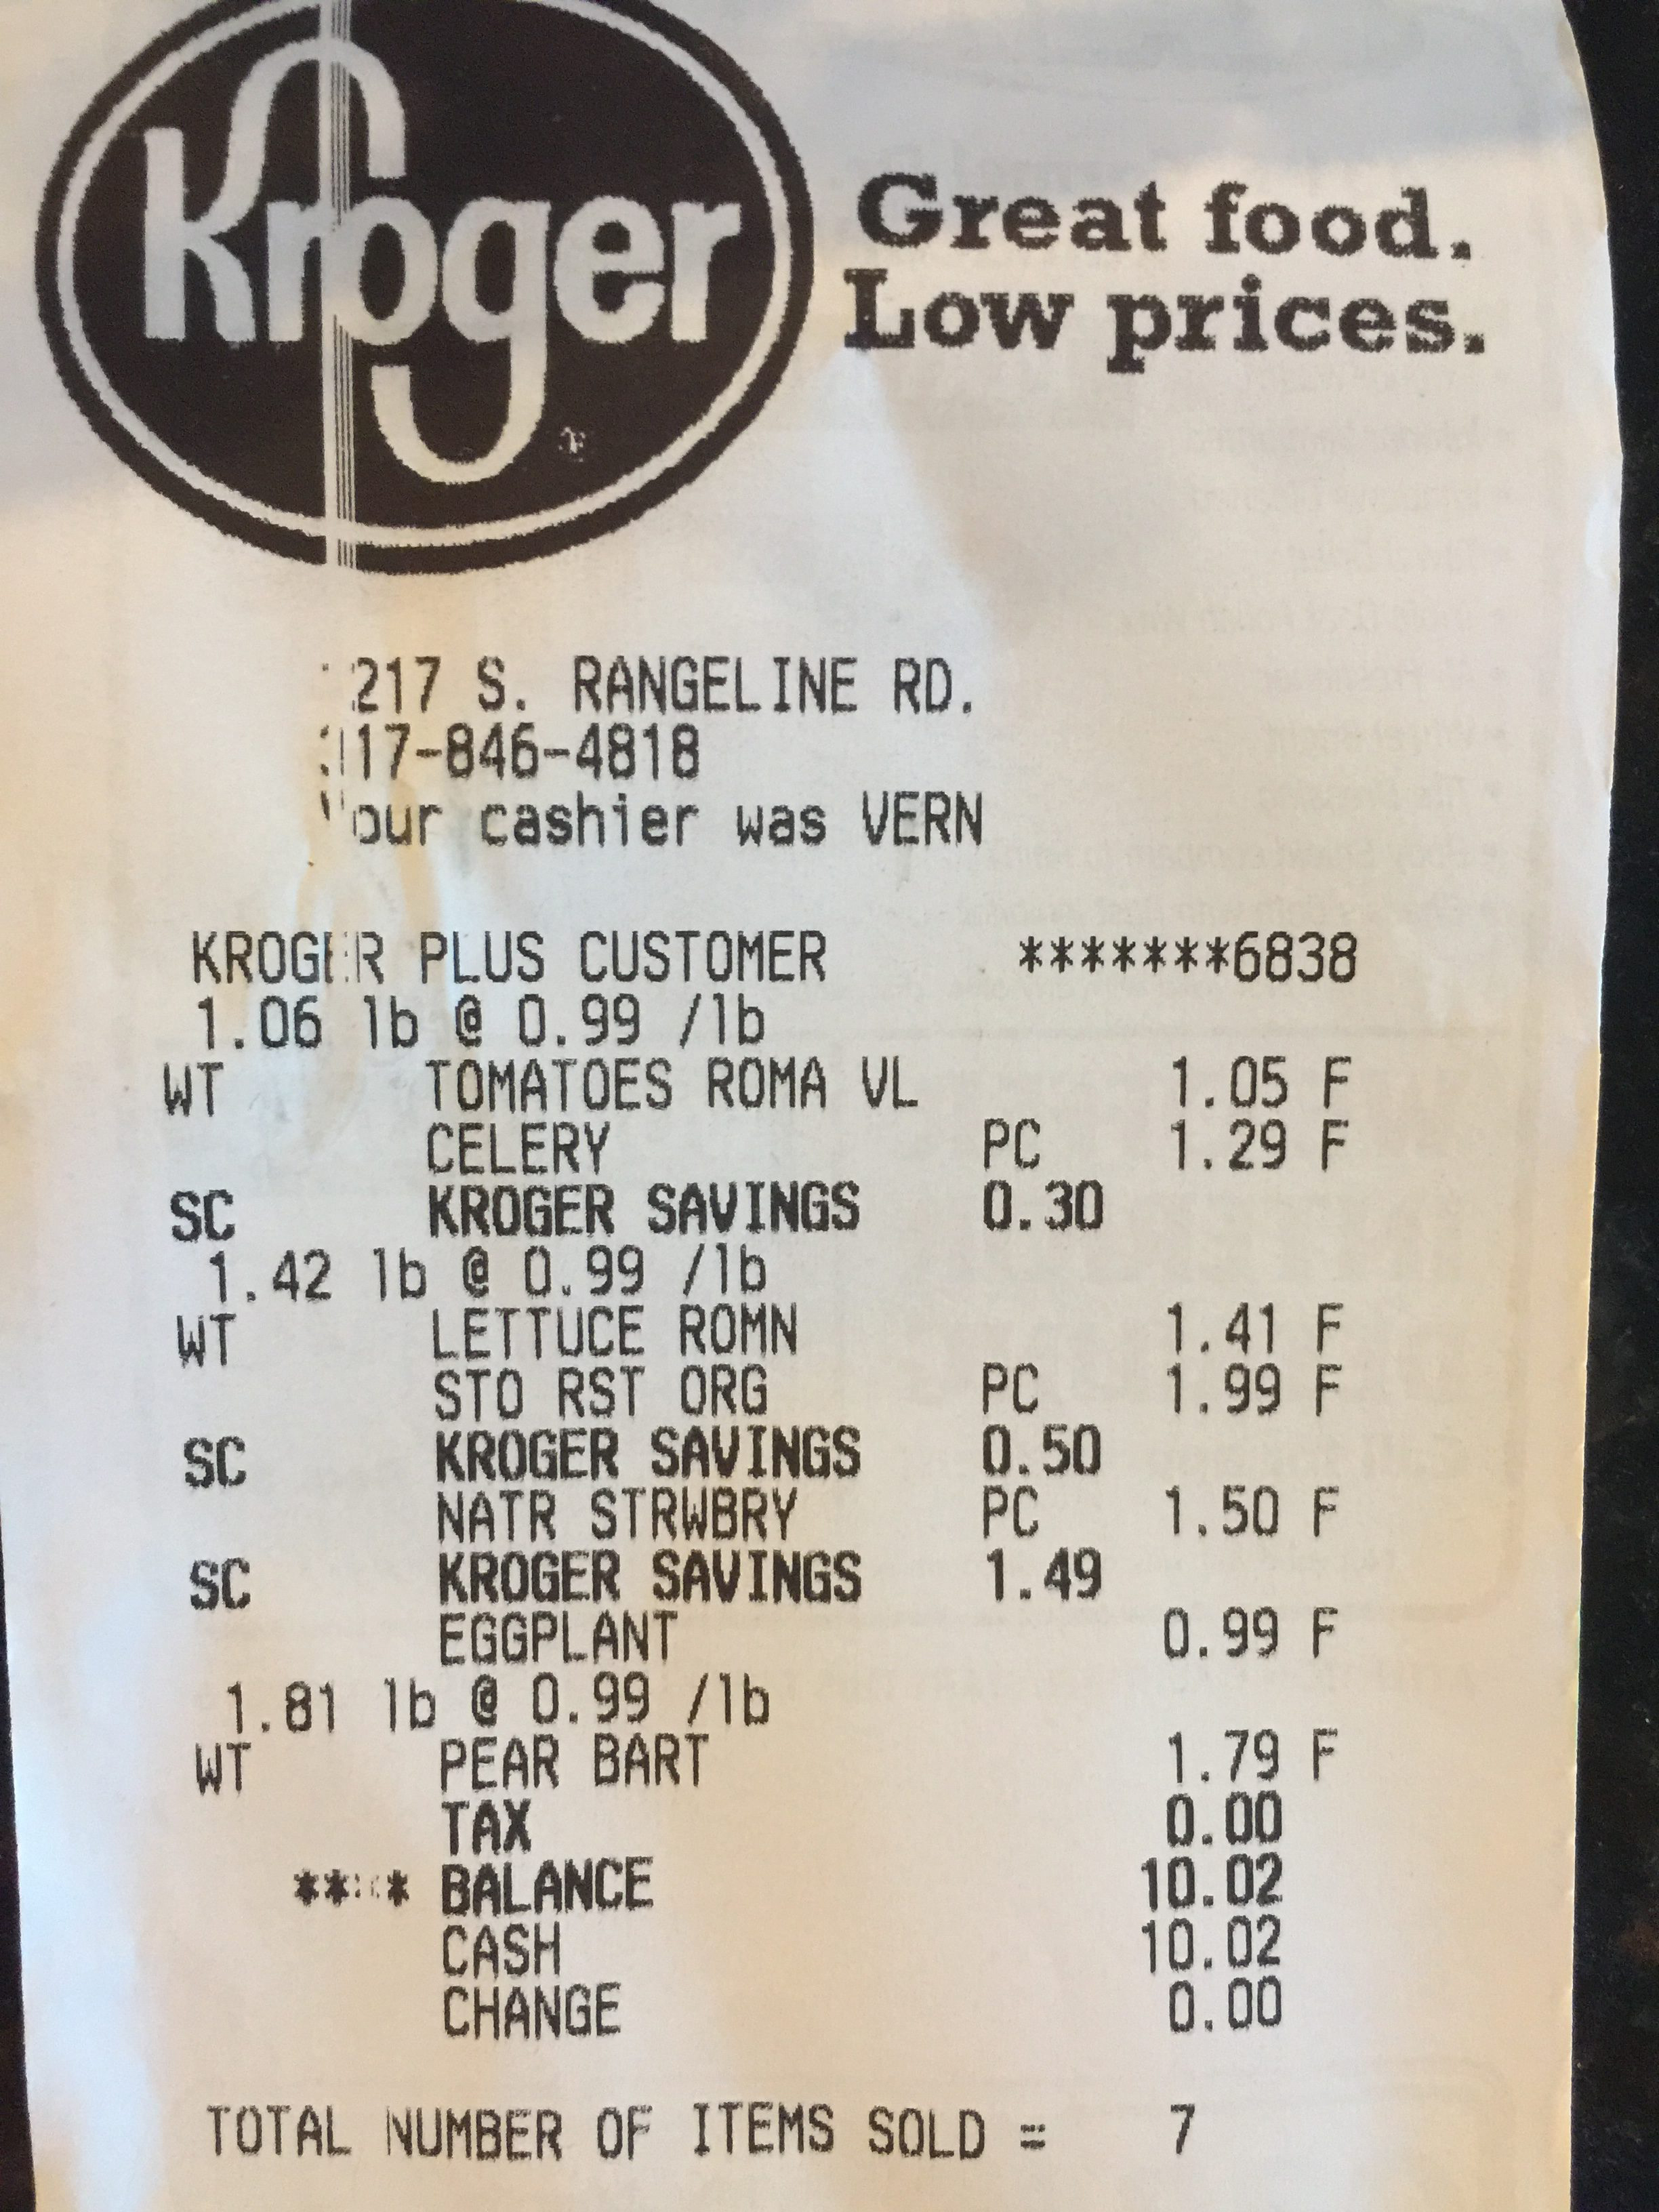 Kroger
Great food.
Low prices.
217 S. RANGELINE RD.
17-846-4818
Your cashier was VERN
KROGER PLUS CUSTOMER *******6838
1.06 lb @ 0.99 /lb
WT TOMATOES ROMA VL 1.05 F
CELERY PC 1.29 F
SC KROGER SAVINGS 0.30
1.42 lb @ 0.99 /lb
WT LETTUCE ROMN 1.41 F
STO RST ORG PC 1.99 F
SC KROGER SAVINGS 0.50
NATR STRWBRY PC 1.50 F
SC KROGER SAVINGS 1.49
EGGPLANT 0.99 F
1.81 lb @ 0.99 /lb
WT PEAR BART 1.79 F
TAX 0.00
**** BALANCE 10.02
CASH 10.02
CHANGE 0.00
TOTAL NUMBER OF ITEMS SOLD = 7